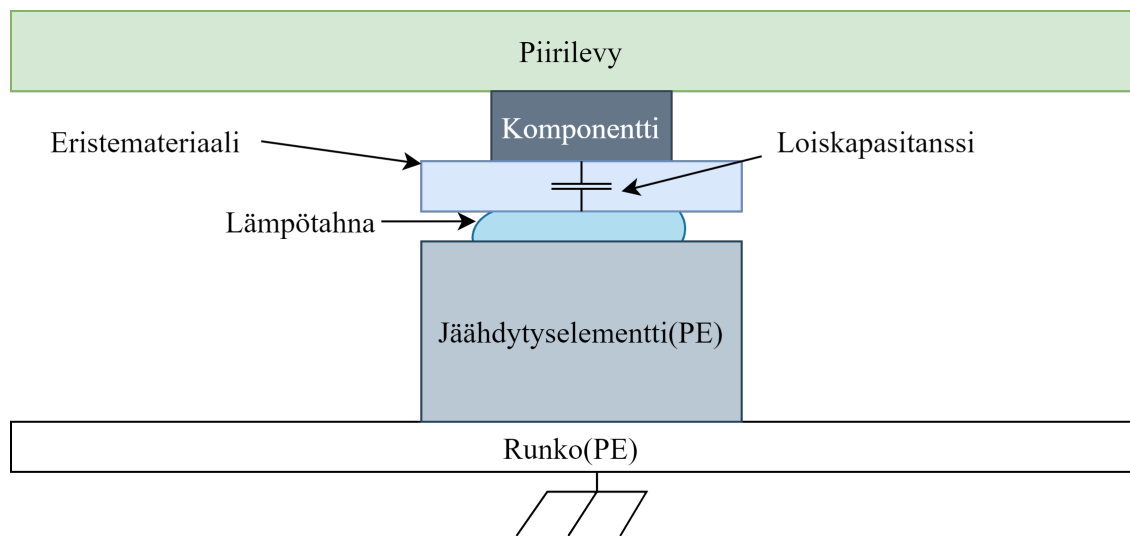 Piirilevy
Komponentti
Eristemateriaali
Loiskapasitanssi
Lämpötahna
Jäähdytyselementti(PE)
Runko(PE)